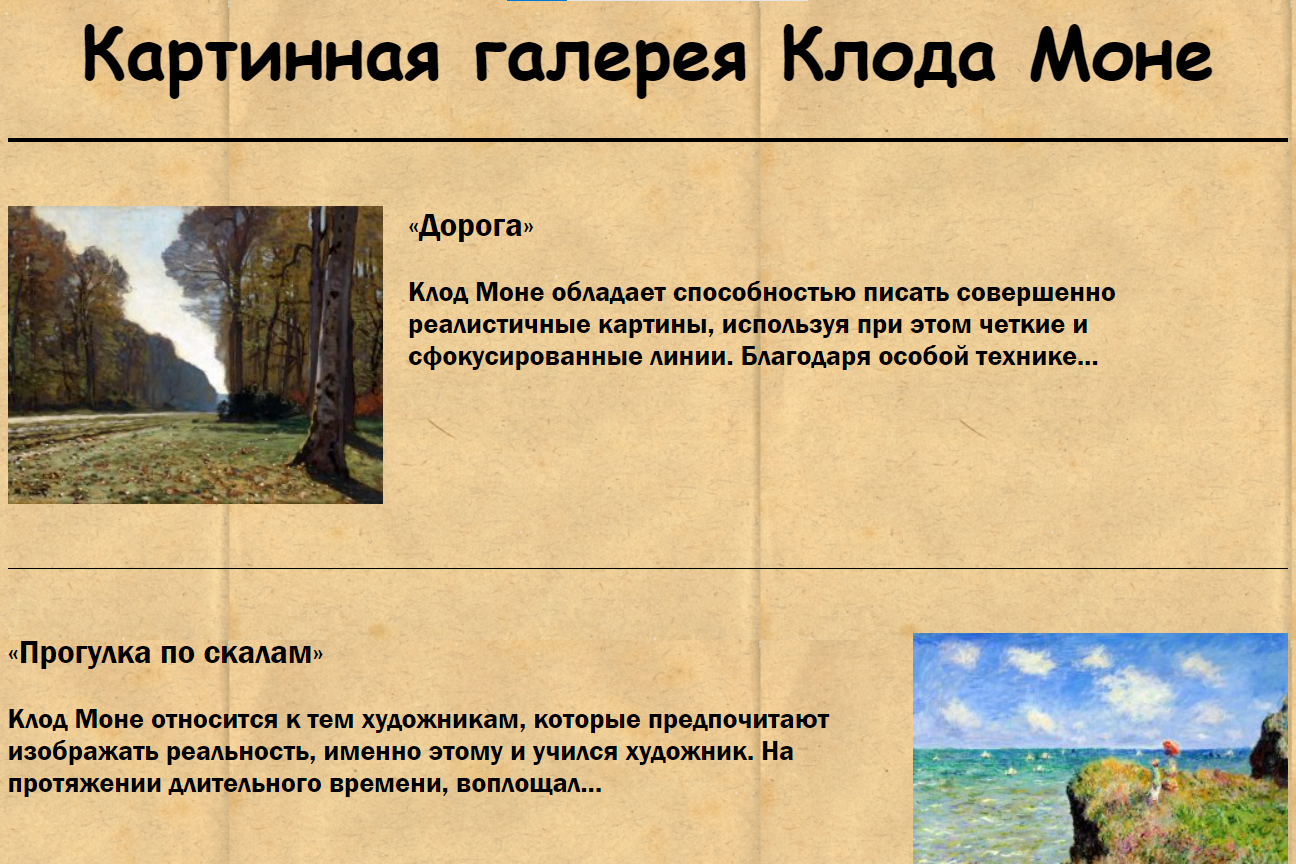 Картинная галерея Клода Моне
«Дорога»
Клод Моне обладает способностью писать совершенно
реалистичные картины, используя при этом четкие и
сфокусированные линии. Благодаря особой технике...
«Прогулка по скалам»
Клод Моне относится к тем художникам, которые предпочитают
изображать реальность, именно этому и учился художник. На
протяжении длительного времени, воплощал...